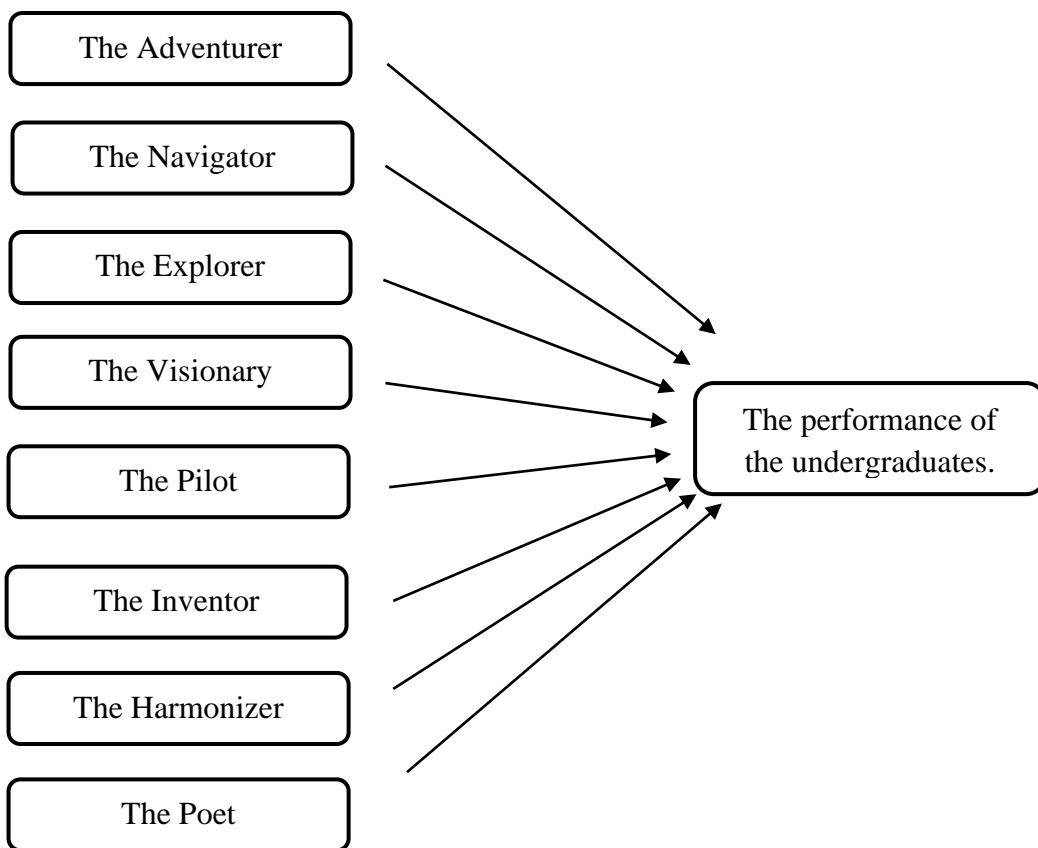 The Adventurer
The Navigator
The Explorer
The Visionary
The Pilot
The Inventor
The Harmonizer
The Poet
The performance of
the undergraduates.